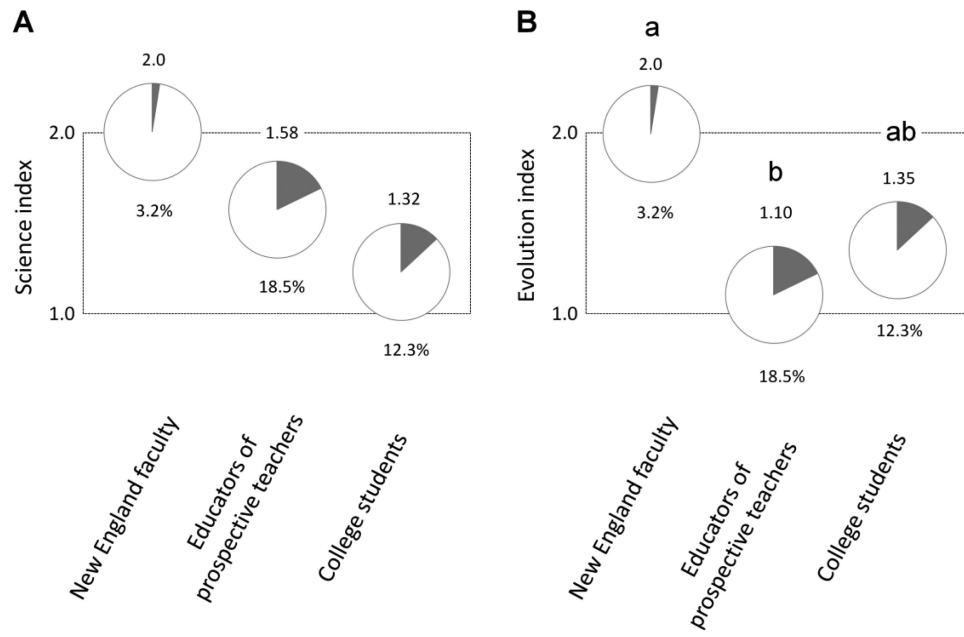 A
2.0
2.0
1.58
1.32
3.2%
18.5%
1.0
12.3%
Science index
New England faculty
Educators of
prospective teachers
College students
B
a
2.0
2.0
ab
b
1.35
3.2%
1.10
1.0
12.3%
18.5%
Evolution index
New England faculty
Educators of
prospective teachers
College students